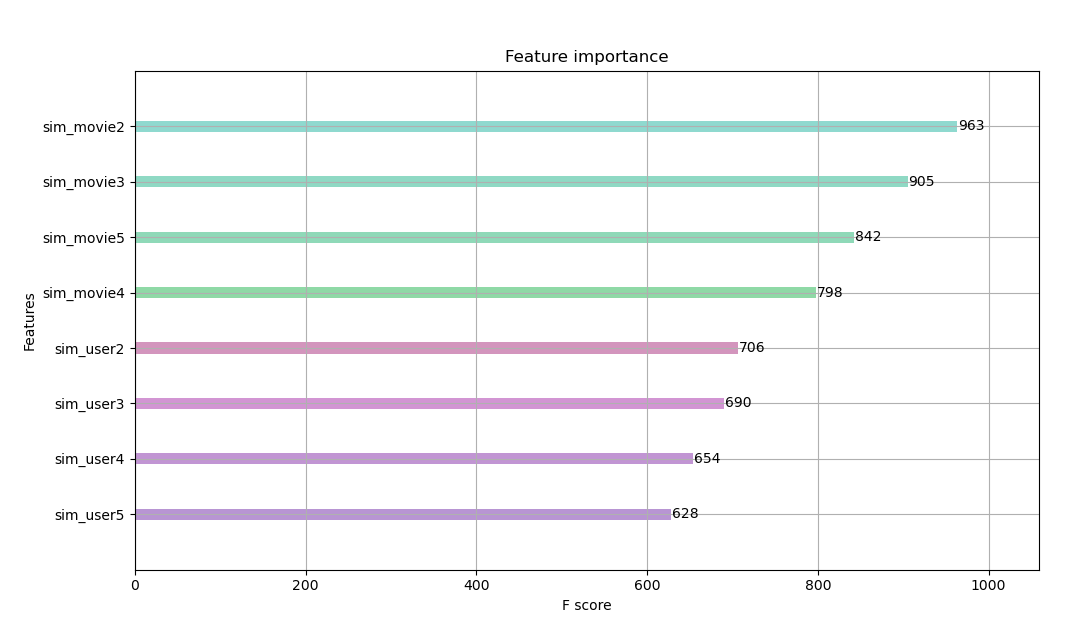 Feature importance
sim_movie2 963
sim_movie3 905
sim_movie5 842
sim_movie4 798
sim_user2 706
sim_user3 690
sim_user4 654
sim_user5 628
Features
0 200 400 600 800 1000
F score